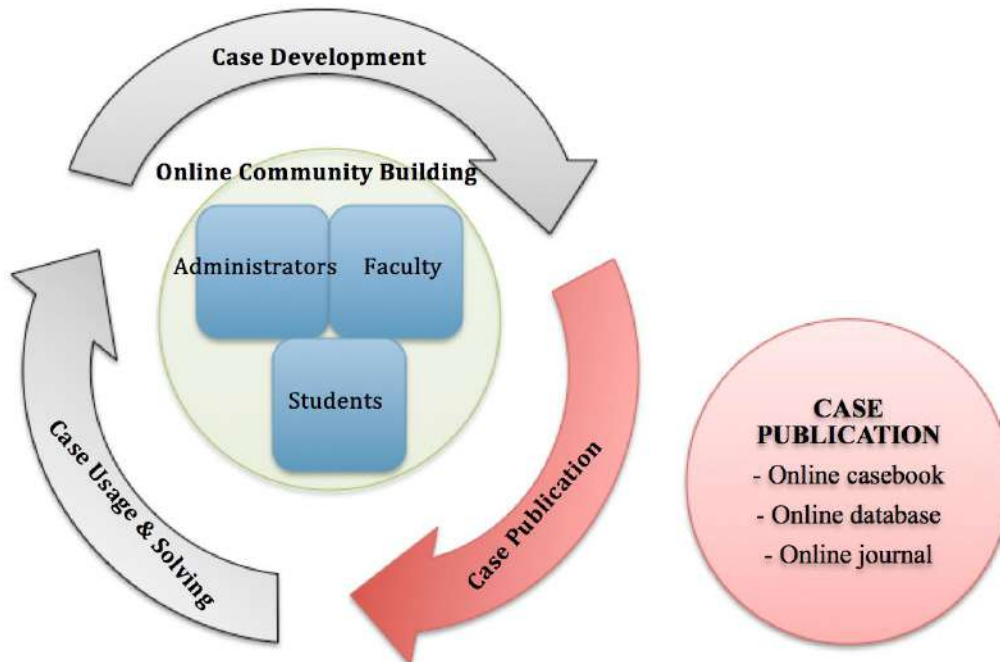 Case Development
Online Community Building
Administrators
Faculty
Students
Case Usage & Solving
Case Publication
CASE
PUBLICATION
- Online casebook
- Online database
- Online journal